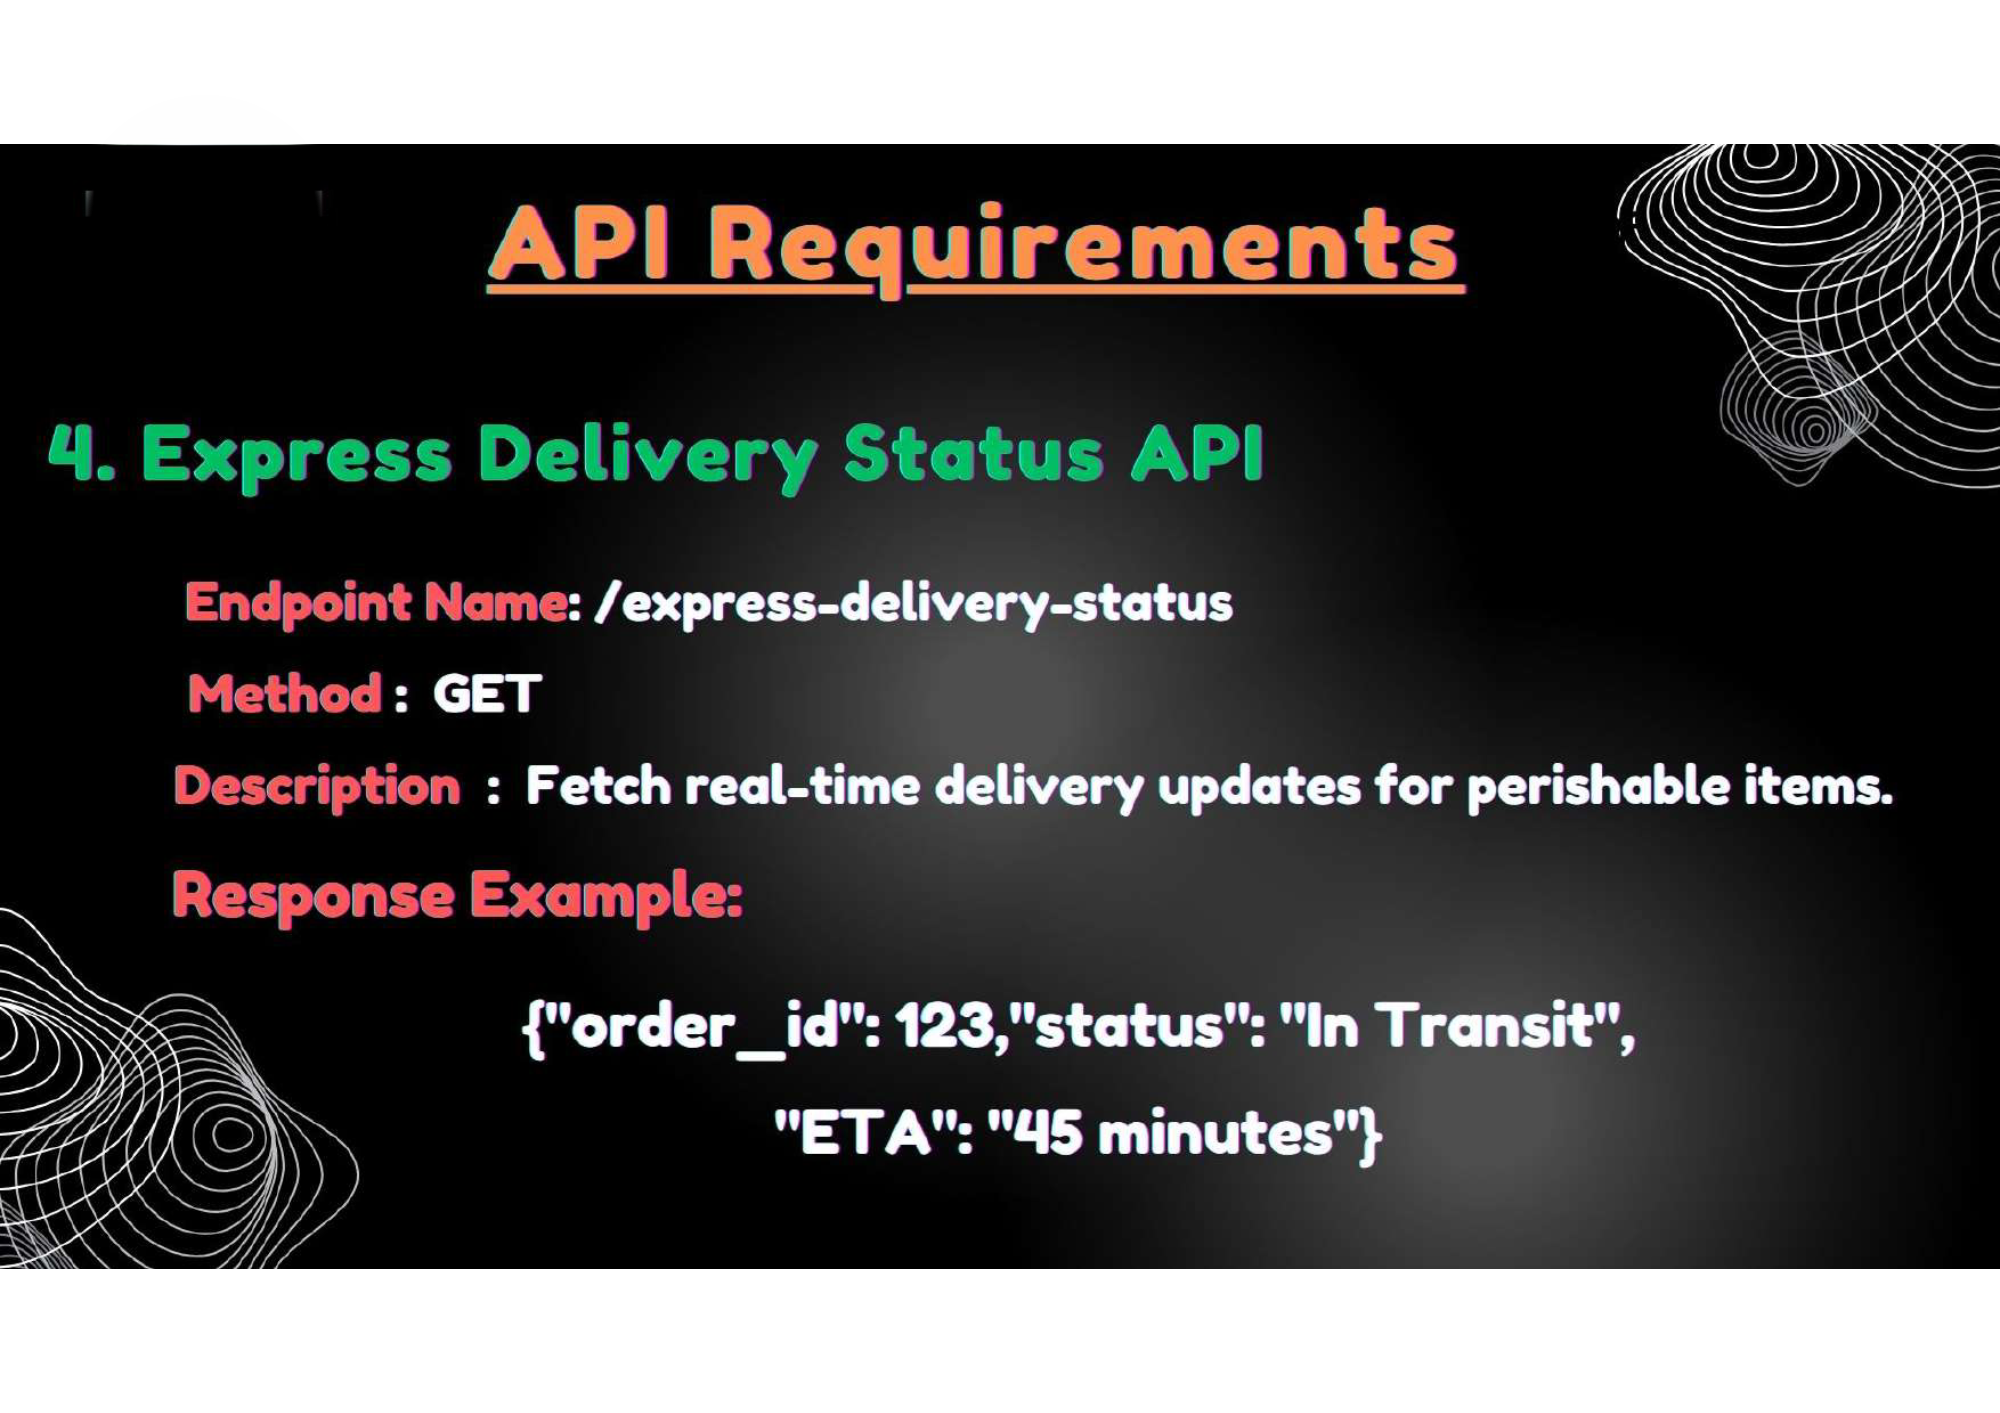 API Requirements
4. Express Delivery Status API
Endpoint Name: /express-delivery-status
Method : GET
Description : Fetch real-time delivery updates for perishable items.
Response Example:
{"order_id": 123,"status": "In Transit",
"ETA": "45 minutes"}